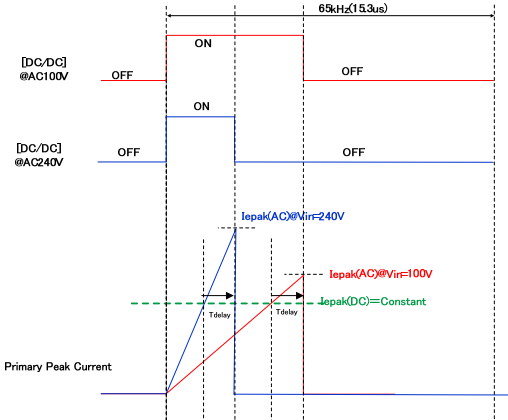 65kHz(15.3us)
ON
[DC/DC]
@AC100V
OFF
OFF
ON
[DC/DC]
@AC240V
OFF
OFF
Iepak(AC)@Vin=240V
Iepak(AC)@Vin=100V
Iepak(DC)=Constant
Tdelay
Tdelay
Primary Peak Current